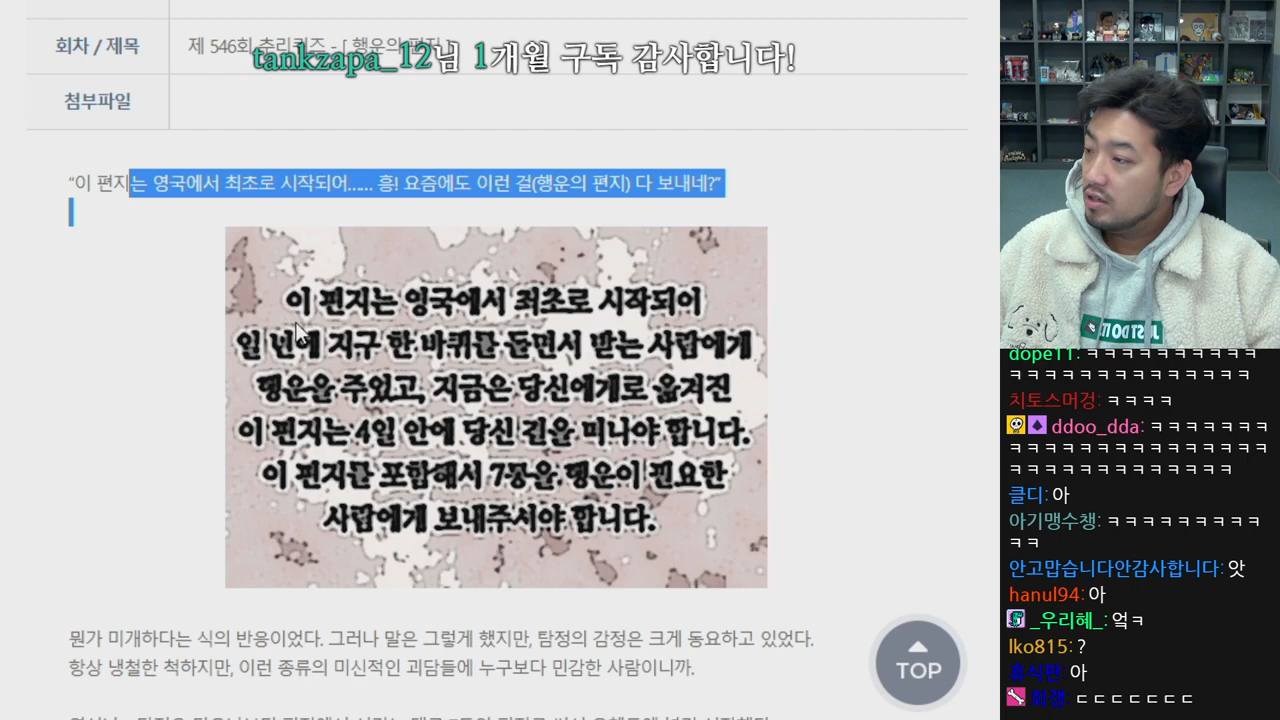 회차 / 제목
제 546회 추리퀴즈 - [ 행운의 편지
tankzapa_12님 1개월 구독 감사합니다!
첨부파일
“이 편지는 영국에서 최초로 시작되어...... 흥! 요즘에도 이런 걸(행운의 편지) 다 보내네?”
이 편지는 영국에서 최초로 시작되어
일 년에 지구 한 바퀴를 돌면서 받는 사람에게
행운을 주었고, 지금은 당신에게로 옮겨진
이 편지는 4일 안에 당신 곁을 떠나야 합니다.
이 편지를 포함해서 7통을 행운이 필요한
사람에게 보내주셔야 합니다.
뭔가 미개하다는 식의 반응이었다. 그러나 말은 그렇게 했지만, 탐정의 감정은 크게 동요하고 있었다.
항상 냉철한 척하지만, 이런 종류의 미신적인 괴담들에 누구보다 민감한 사람이니까.
TOP
JUST DO IT
dope11: ㅋㅋㅋㅋㅋㅋㅋㅋㅋㅋㅋ
ㅋㅋㅋㅋㅋㅋㅋㅋㅋㅋㅋㅋㅋㅋㅋ
치토스머겅: ㅋㅋㅋㅋ
ddoo_dda: ㅋㅋㅋㅋㅋㅋㅋ
ㅋㅋㅋㅋㅋㅋㅋㅋㅋㅋㅋㅋㅋㅋㅋㅋ
ㅋㅋㅋㅋㅋㅋㅋㅋㅋㅋㅋㅋㅋㅋ
클디: 아
아기맹수챙: ㅋㅋㅋㅋㅋㅋㅋㅋㅋ
ㅋㅋ
안고맙습니다안감사합니다: 앗
hanul94: 아
_우리혜_: 엌ㅋ
lko815: ?
휴식만: 아
화갱: ㄷㄷㄷㄷㄷㄷㄷ